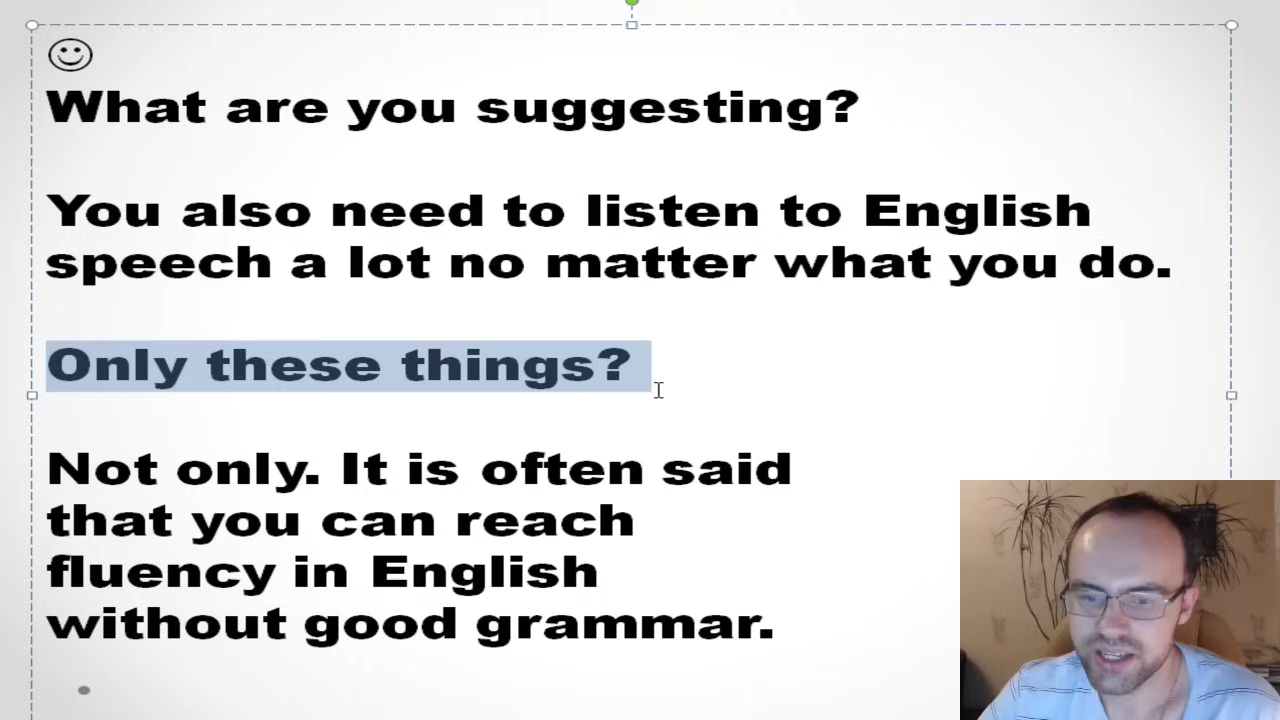 What are you suggesting?
You also need to listen to English
speech a lot no matter what you do.
Only these things?
Not only. It is often said
that you can reach
fluency in English
without good grammar.